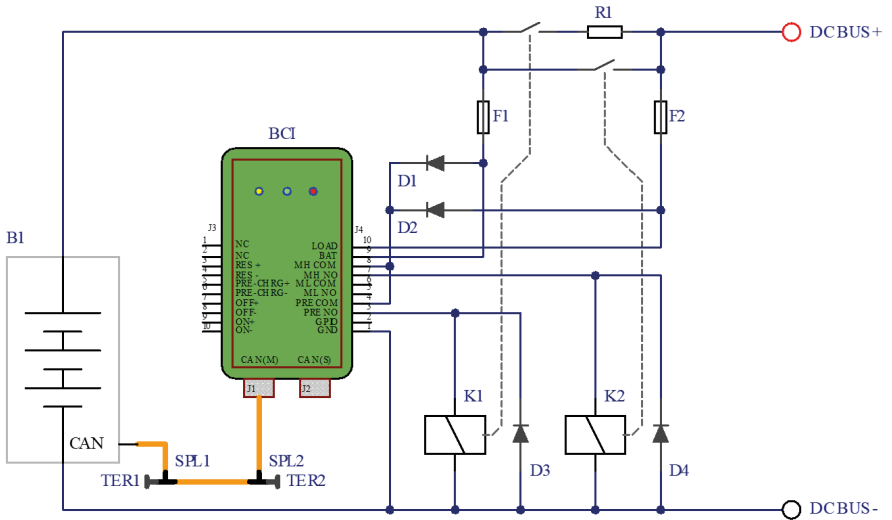 R1
DCBUS+
F1
F2
BCI
D1
D2
J3
J4
B1
1 NC
2 NC
3 RES +
4 RES -
5 PRE-CHRG+
6 PRE-CHRG-
7 OFF+
8 OFF-
9 ON+
10 ON-
LOAD 10
BAT 9
MH COM 8
MH NO 7
ML COM 6
ML NO 5
PRE COM 4
PRE NO 3
GPIO 2
GND 1
CAN(M)
CAN(S)
J1
J2
K1
K2
CAN
SPL1
SPL2
TER1
TER2
D3
D4
DCBUS-